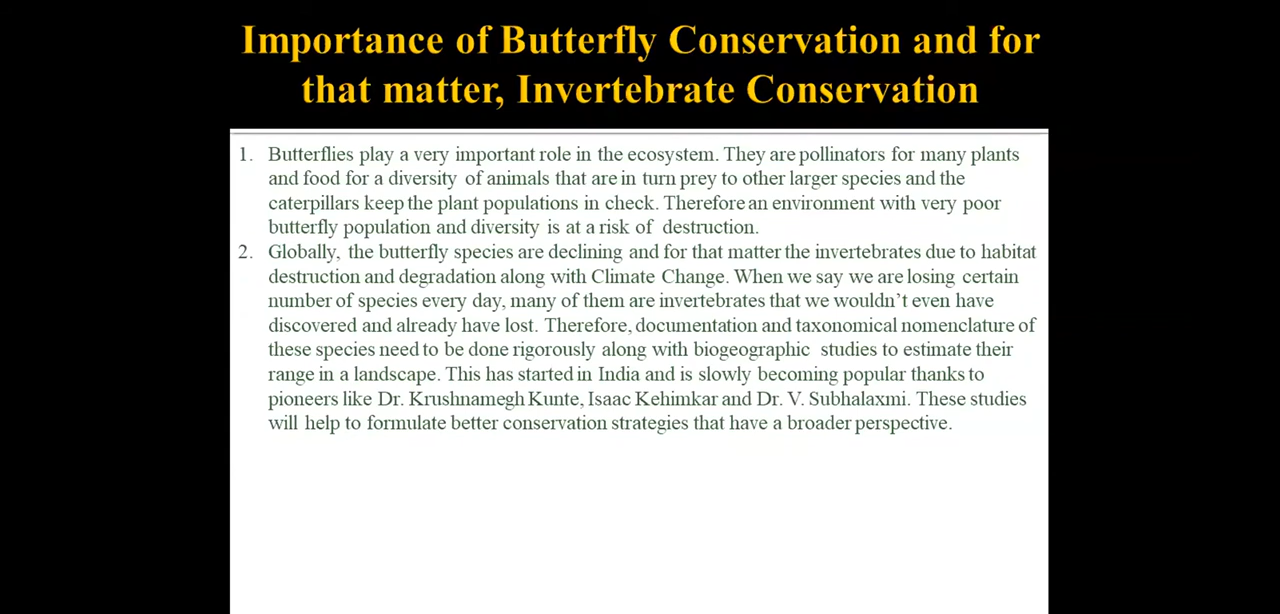 Importance of Butterfly Conservation and for
that matter, Invertebrate Conservation
1. Butterflies play a very important role in the ecosystem. They are pollinators for many plants
and food for a diversity of animals that are in turn prey to other larger species and the
caterpillars keep the plant populations in check. Therefore an environment with very poor
butterfly population and diversity is at a risk of destruction.
2. Globally, the butterfly species are declining and for that matter the invertebrates due to habitat
destruction and degradation along with Climate Change. When we say we are losing certain
number of species every day, many of them are invertebrates that we wouldn’t even have
discovered and already have lost. Therefore, documentation and taxonomical nomenclature of
these species need to be done rigorously along with biogeographic studies to estimate their
range in a landscape. This has started in India and is slowly becoming popular thanks to
pioneers like Dr. Krushnamegh Kunte, Isaac Kehimkar and Dr. V. Subhalaxmi. These studies
will help to formulate better conservation strategies that have a broader perspective.